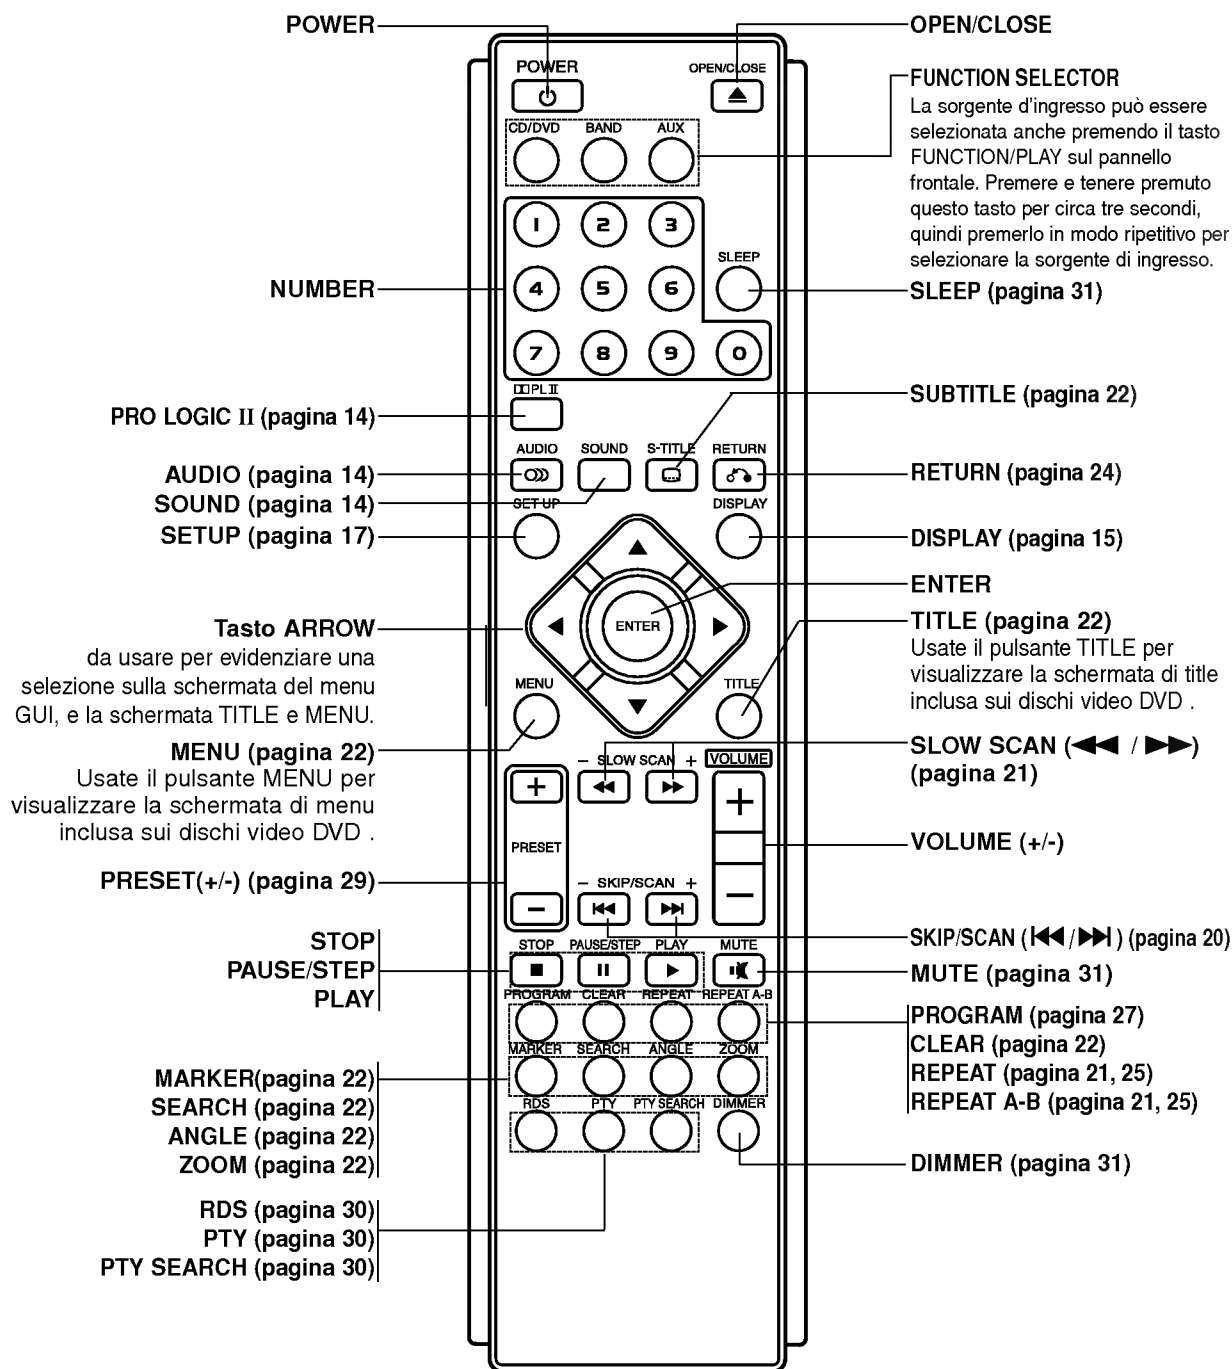 POWER
OPEN/CLOSE
POWER
OPEN/CLOSE
FUNCTION SELECTOR
La sorgente d'ingresso può essere
selezionata anche premendo il tasto
FUNCTION/PLAY sul pannello
frontale. Premere e tenere premuto
questo tasto per circa tre secondi,
quindi premerlo in modo ripetitivo per
selezionare la sorgente di ingresso.
CD/DVD BAND AUX
1 2 3
SLEEP
NUMBER
4 5 6
SLEEP (pagina 31)
7 8 9 0
PL II
SUBTITLE (pagina 22)
PRO LOGIC II (pagina 14)
AUDIO SOUND S-TITLE RETURN
AUDIO (pagina 14)
RETURN (pagina 24)
SOUND (pagina 14)
SET UP DISPLAY
SETUP (pagina 17)
DISPLAY (pagina 15)
ENTER
ENTER
Tasto ARROW
da usare per evidenziare una
selezione sulla schermata del menu
GUI, e la schermata TITLE e MENU.
TITLE (pagina 22)
Usate il pulsante TITLE per
visualizzare la schermata di title
inclusa sui dischi video DVD .
MENU TITLE
MENU (pagina 22)
Usate il pulsante MENU per
visualizzare la schermata di menu
inclusa sui dischi video DVD .
SLOW SCAN (◀◀ / ▶▶)
(pagina 21)
– SLOW SCAN + VOLUME
+
+
PRESET
VOLUME (+/-)
PRESET(+/-) (pagina 29)
– SKIP/SCAN +
–
–
SKIP/SCAN (|◀◀ / ▶▶|) (pagina 20)
STOP
PAUSE/STEP
PLAY
STOP PAUSE/STEP PLAY MUTE
MUTE (pagina 31)
PROGRAM CLEAR REPEAT REPEAT A-B
PROGRAM (pagina 27)
CLEAR (pagina 22)
REPEAT (pagina 21, 25)
REPEAT A-B (pagina 21, 25)
MARKER SEARCH ANGLE ZOOM
MARKER(pagina 22)
SEARCH (pagina 22)
ANGLE (pagina 22)
ZOOM (pagina 22)
RDS PTY PTY SEARCH DIMMER
DIMMER (pagina 31)
RDS (pagina 30)
PTY (pagina 30)
PTY SEARCH (pagina 30)